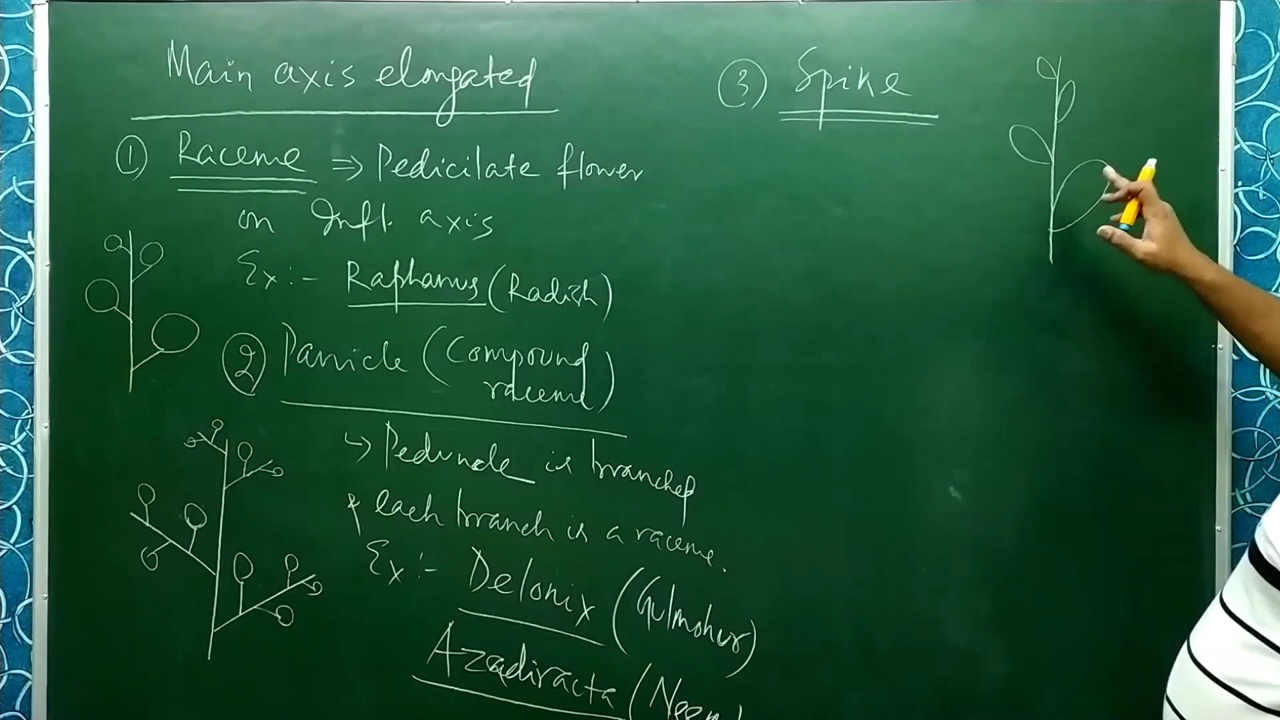 Main axis elongated
① Raceme ⇒ Pedicilate flower
on Infl. axis
Ex:- Raphanus (Radish)
② Panicle (Compound
raceme)
↳ Peduncle is branched
& each branch is a raceme.
Ex:- Delonix (Gulmohur)
Azadiracta (Neem)
③ Spike